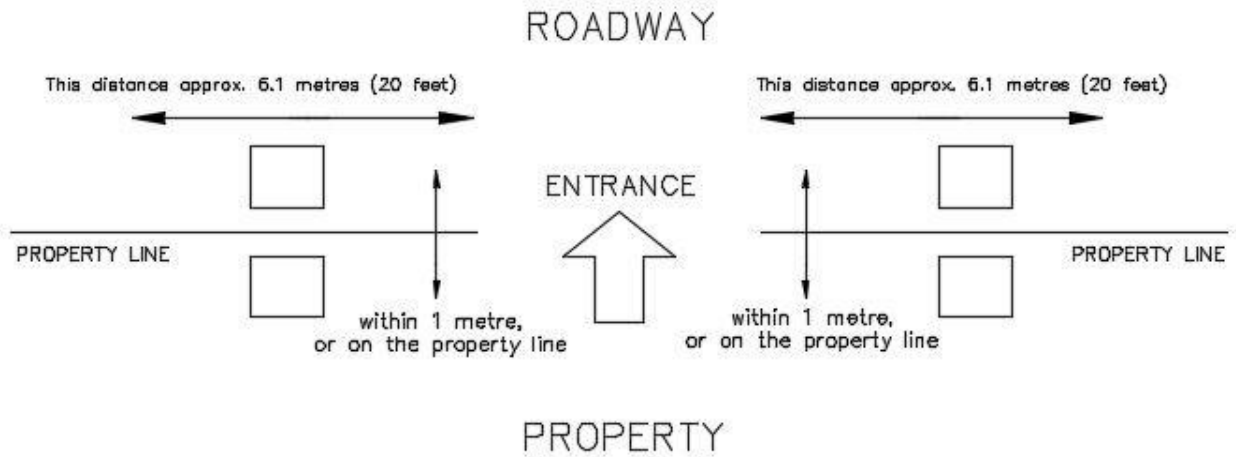 ROADWAY
This distance approx. 6.1 metres (20 feet)
This distance approx. 6.1 metres (20 feet)
ENTRANCE
PROPERTY LINE
PROPERTY LINE
within 1 metre,
or on the property line
within 1 metre,
or on the property line
PROPERTY